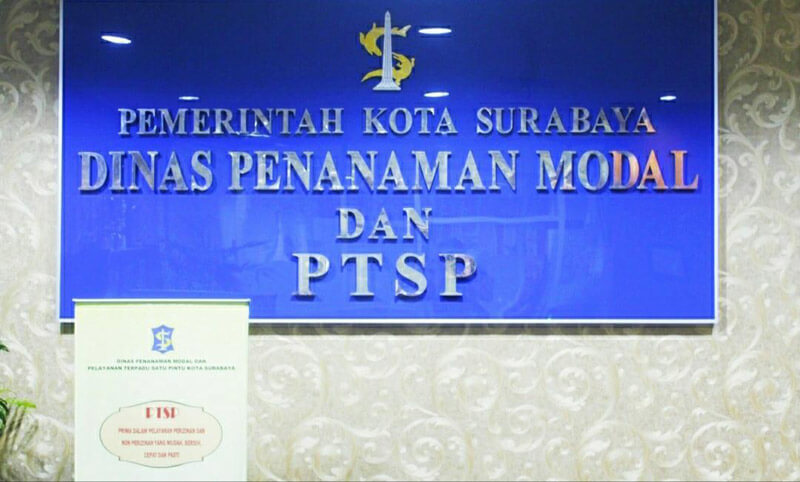 PEMERINTAH KOTA SURABAYA
DINAS PENANAMAN MODAL
DAN
PTSP
DINAS PENANAMAN MODAL DAN
PELAYANAN TERPADU SATU PINTU KOTA SURABAYA
PTSP
PRIMA DALAM PELAYANAN PERIZINAN DAN
NON PERIZINAN YANG MUDAH, BERSIH,
CEPAT DAN PASTI